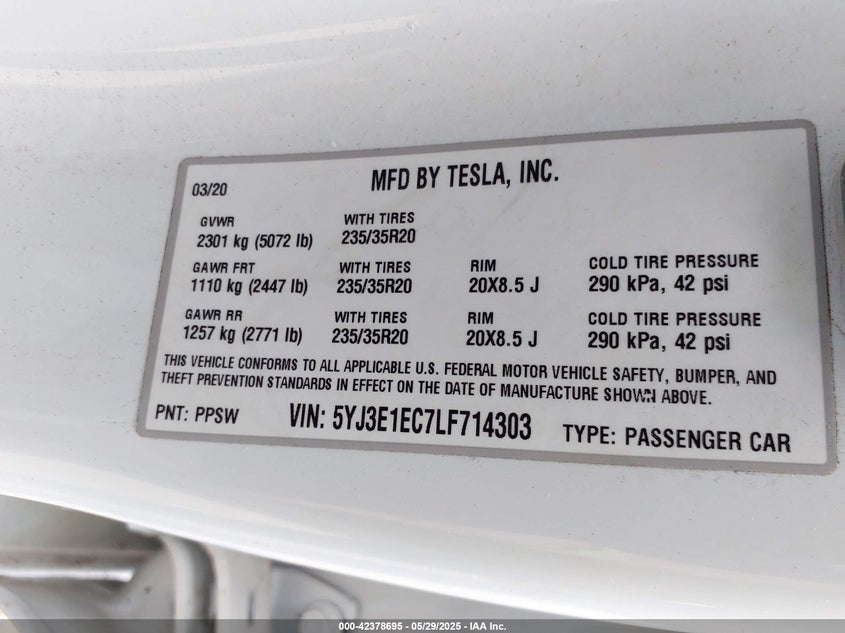 03/20 MFD BY TESLA, INC.
GVWR WITH TIRES
2301 kg (5072 lb) 235/35R20
GAWR FRT WITH TIRES RIM COLD TIRE PRESSURE
1110 kg (2447 lb) 235/35R20 20X8.5 J 290 kPa, 42 psi
GAWR RR WITH TIRES RIM COLD TIRE PRESSURE
1257 kg (2771 lb) 235/35R20 20X8.5 J 290 kPa, 42 psi
THIS VEHICLE CONFORMS TO ALL APPLICABLE U.S. FEDERAL MOTOR VEHICLE SAFETY, BUMPER, AND
THEFT PREVENTION STANDARDS IN EFFECT ON THE DATE OF MANUFACTURE SHOWN ABOVE.
PNT: PPSW VIN: 5YJ3E1EC7LF714303 TYPE: PASSENGER CAR
000-42378695 - 05/29/2025 - IAA Inc.